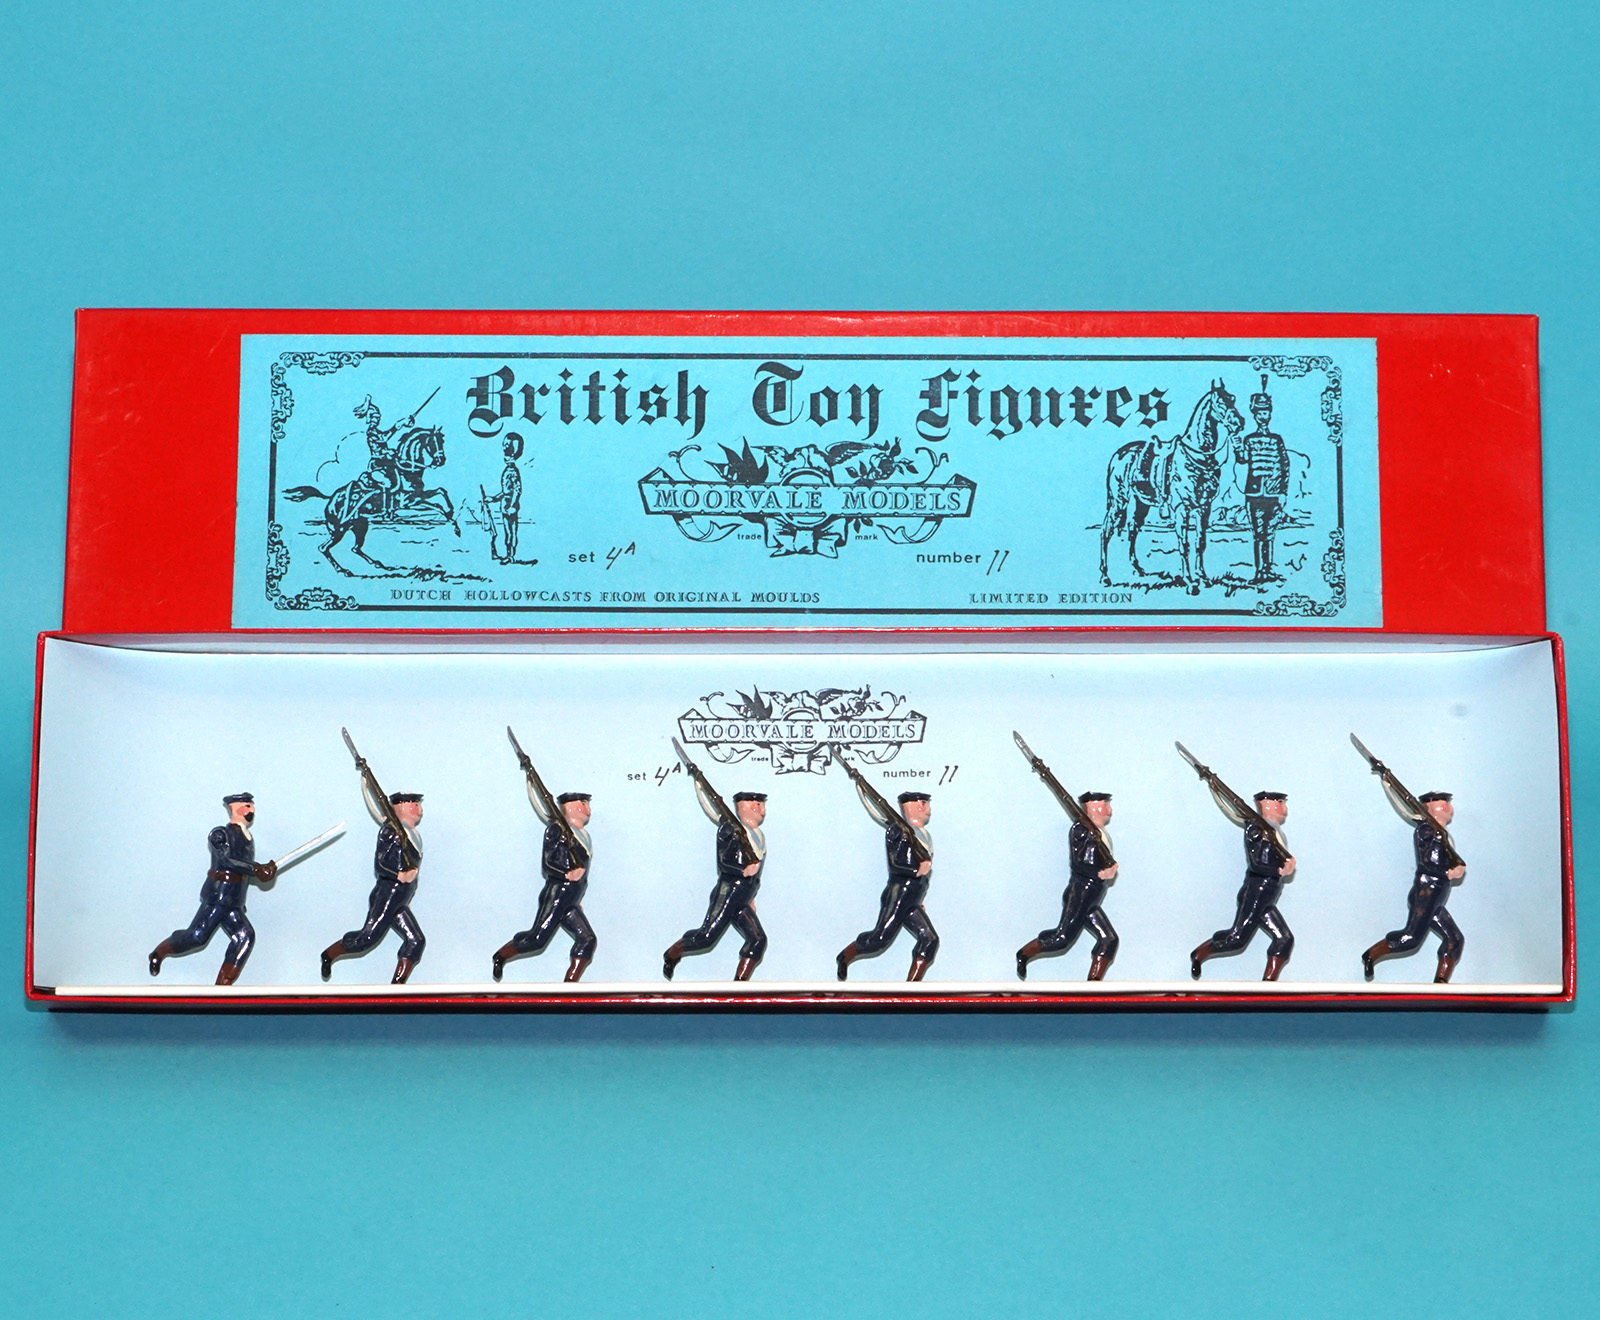 British Toy Figures
MOORVALE MODELS
trade mark
set 4A number 11
DUTCH HOLLOWCASTS FROM ORIGINAL MOULDS LIMITED EDITION
MOORVALE MODELS
trade
set 4A number 11